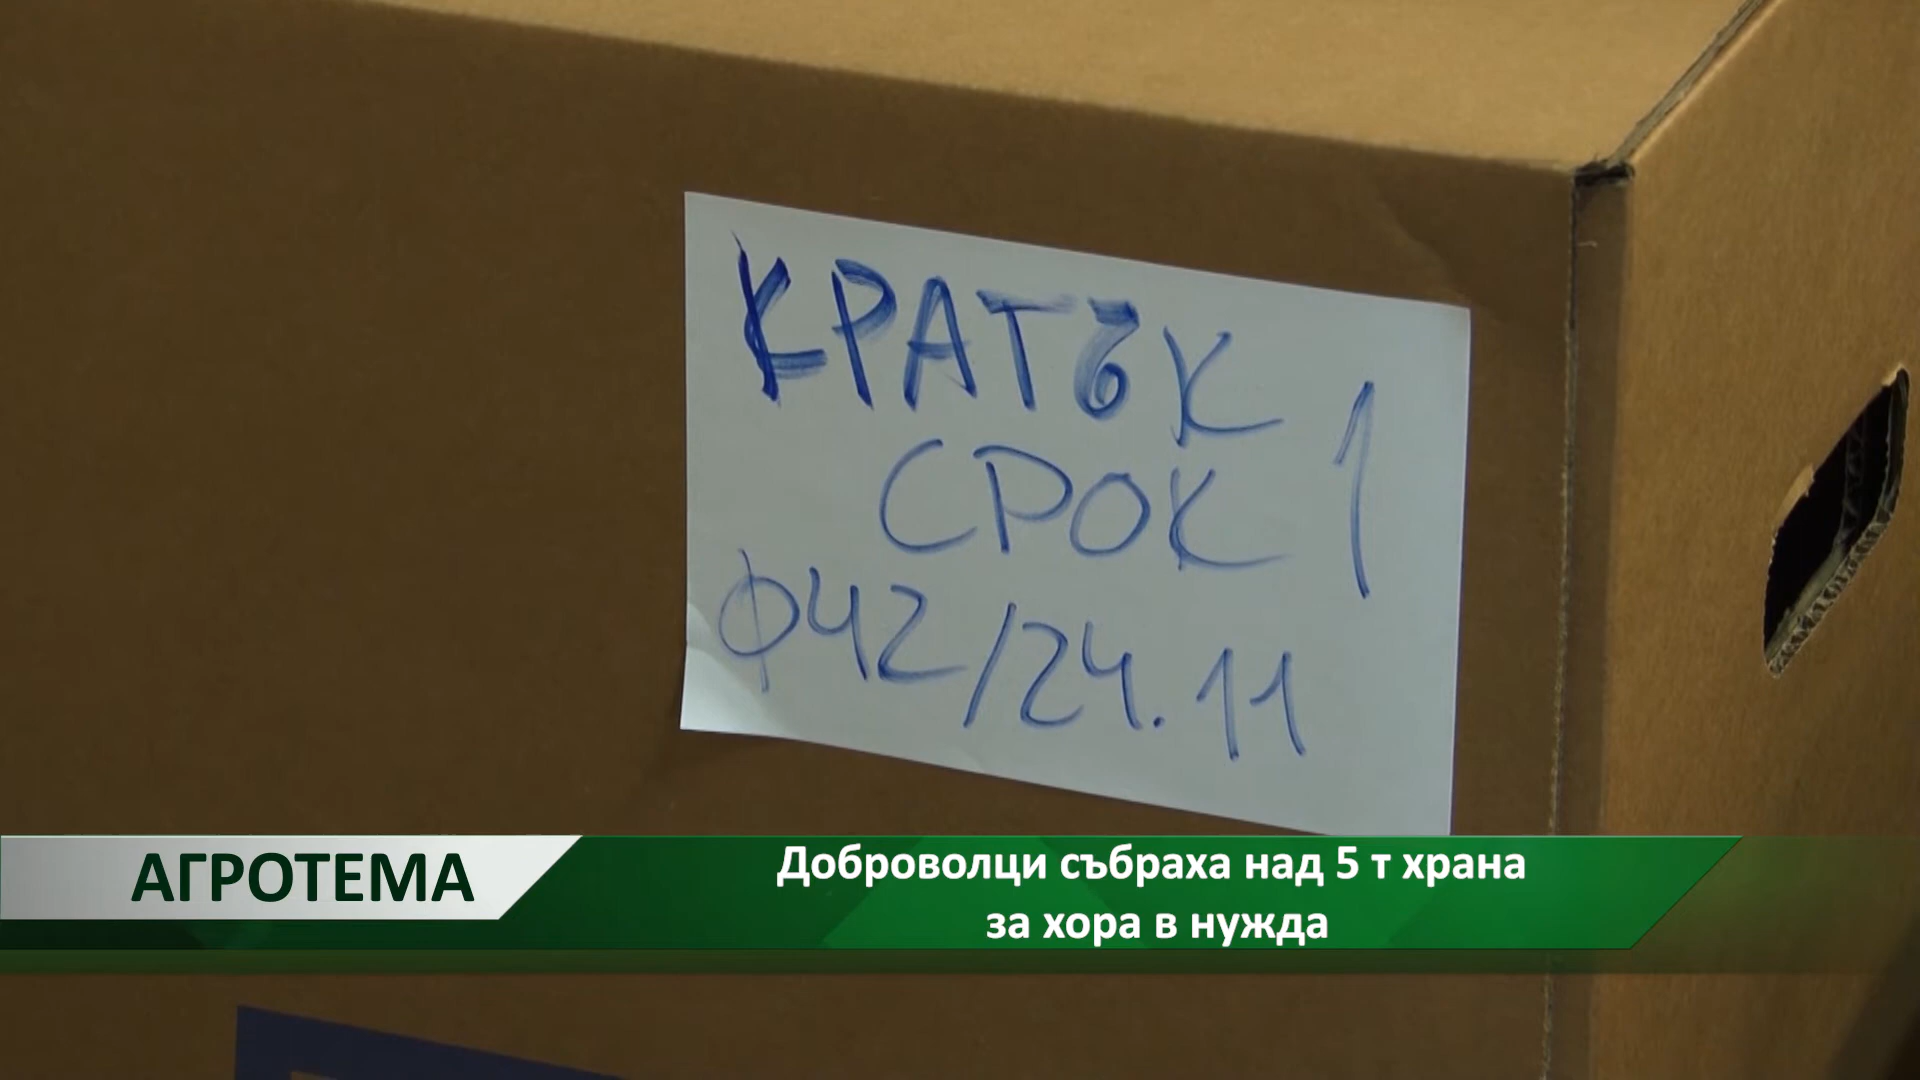 КРАТЪК
СРОК 1
Ф42/24.11
АГРОТЕМА
Доброволци събраха над 5 т храна
за хора в нужда